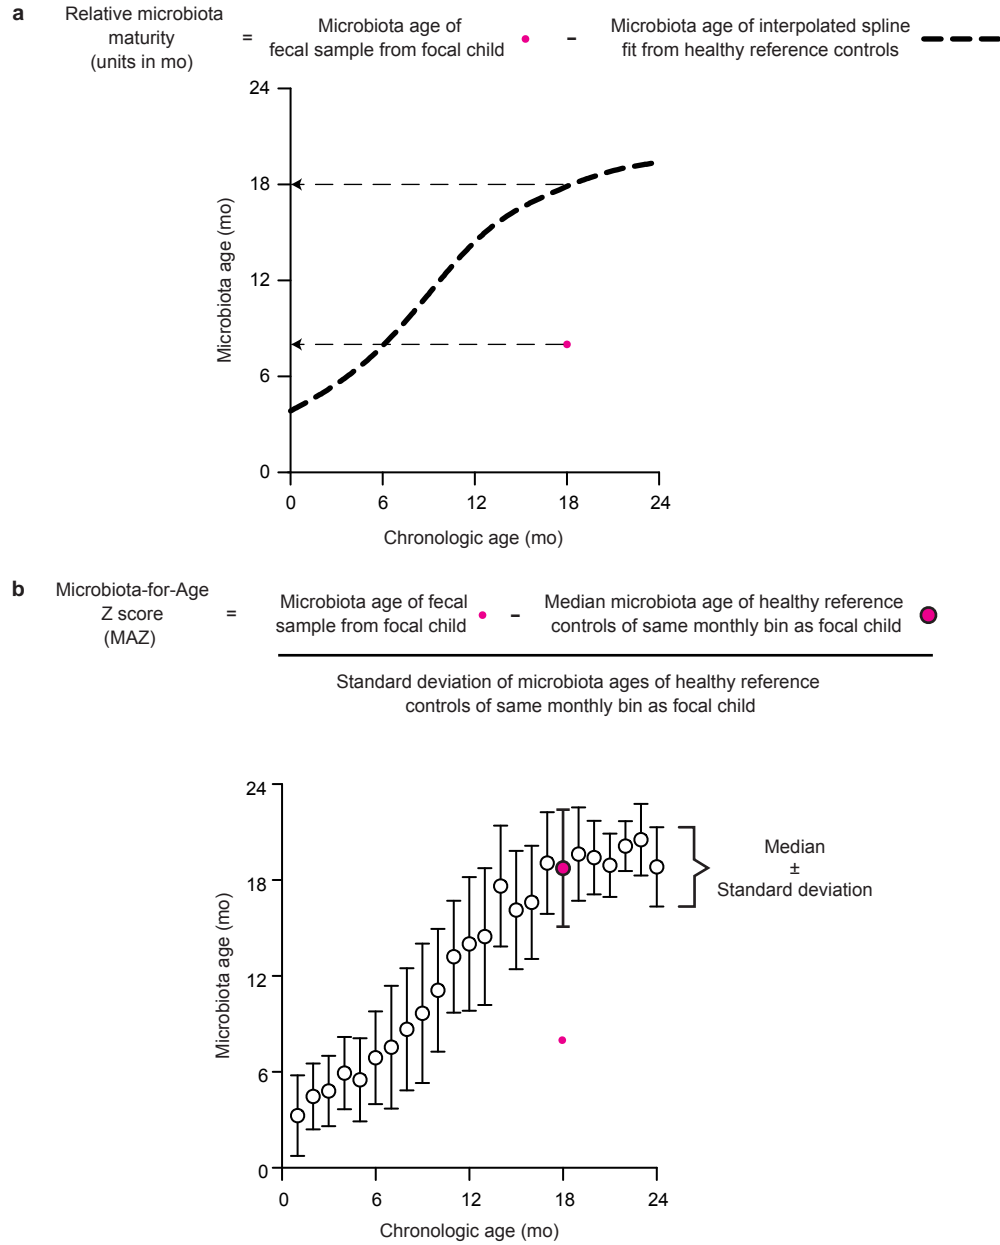 a
Relative microbiota
maturity
(units in mo)
=
Microbiota age of
fecal sample from focal child
–
Microbiota age of interpolated spline
fit from healthy reference controls
24
18
12
6
0
Microbiota age (mo)
0 6 12 18 24
Chronologic age (mo)
b
Microbiota-for-Age
Z score
(MAZ)
=
Microbiota age of fecal
sample from focal child
–
Median microbiota age of healthy reference
controls of same monthly bin as focal child
Standard deviation of microbiota ages of healthy reference
controls of same monthly bin as focal child
24
18
12
6
0
Microbiota age (mo)
Median
±
Standard deviation
0 6 12 18 24
Chronologic age (mo)